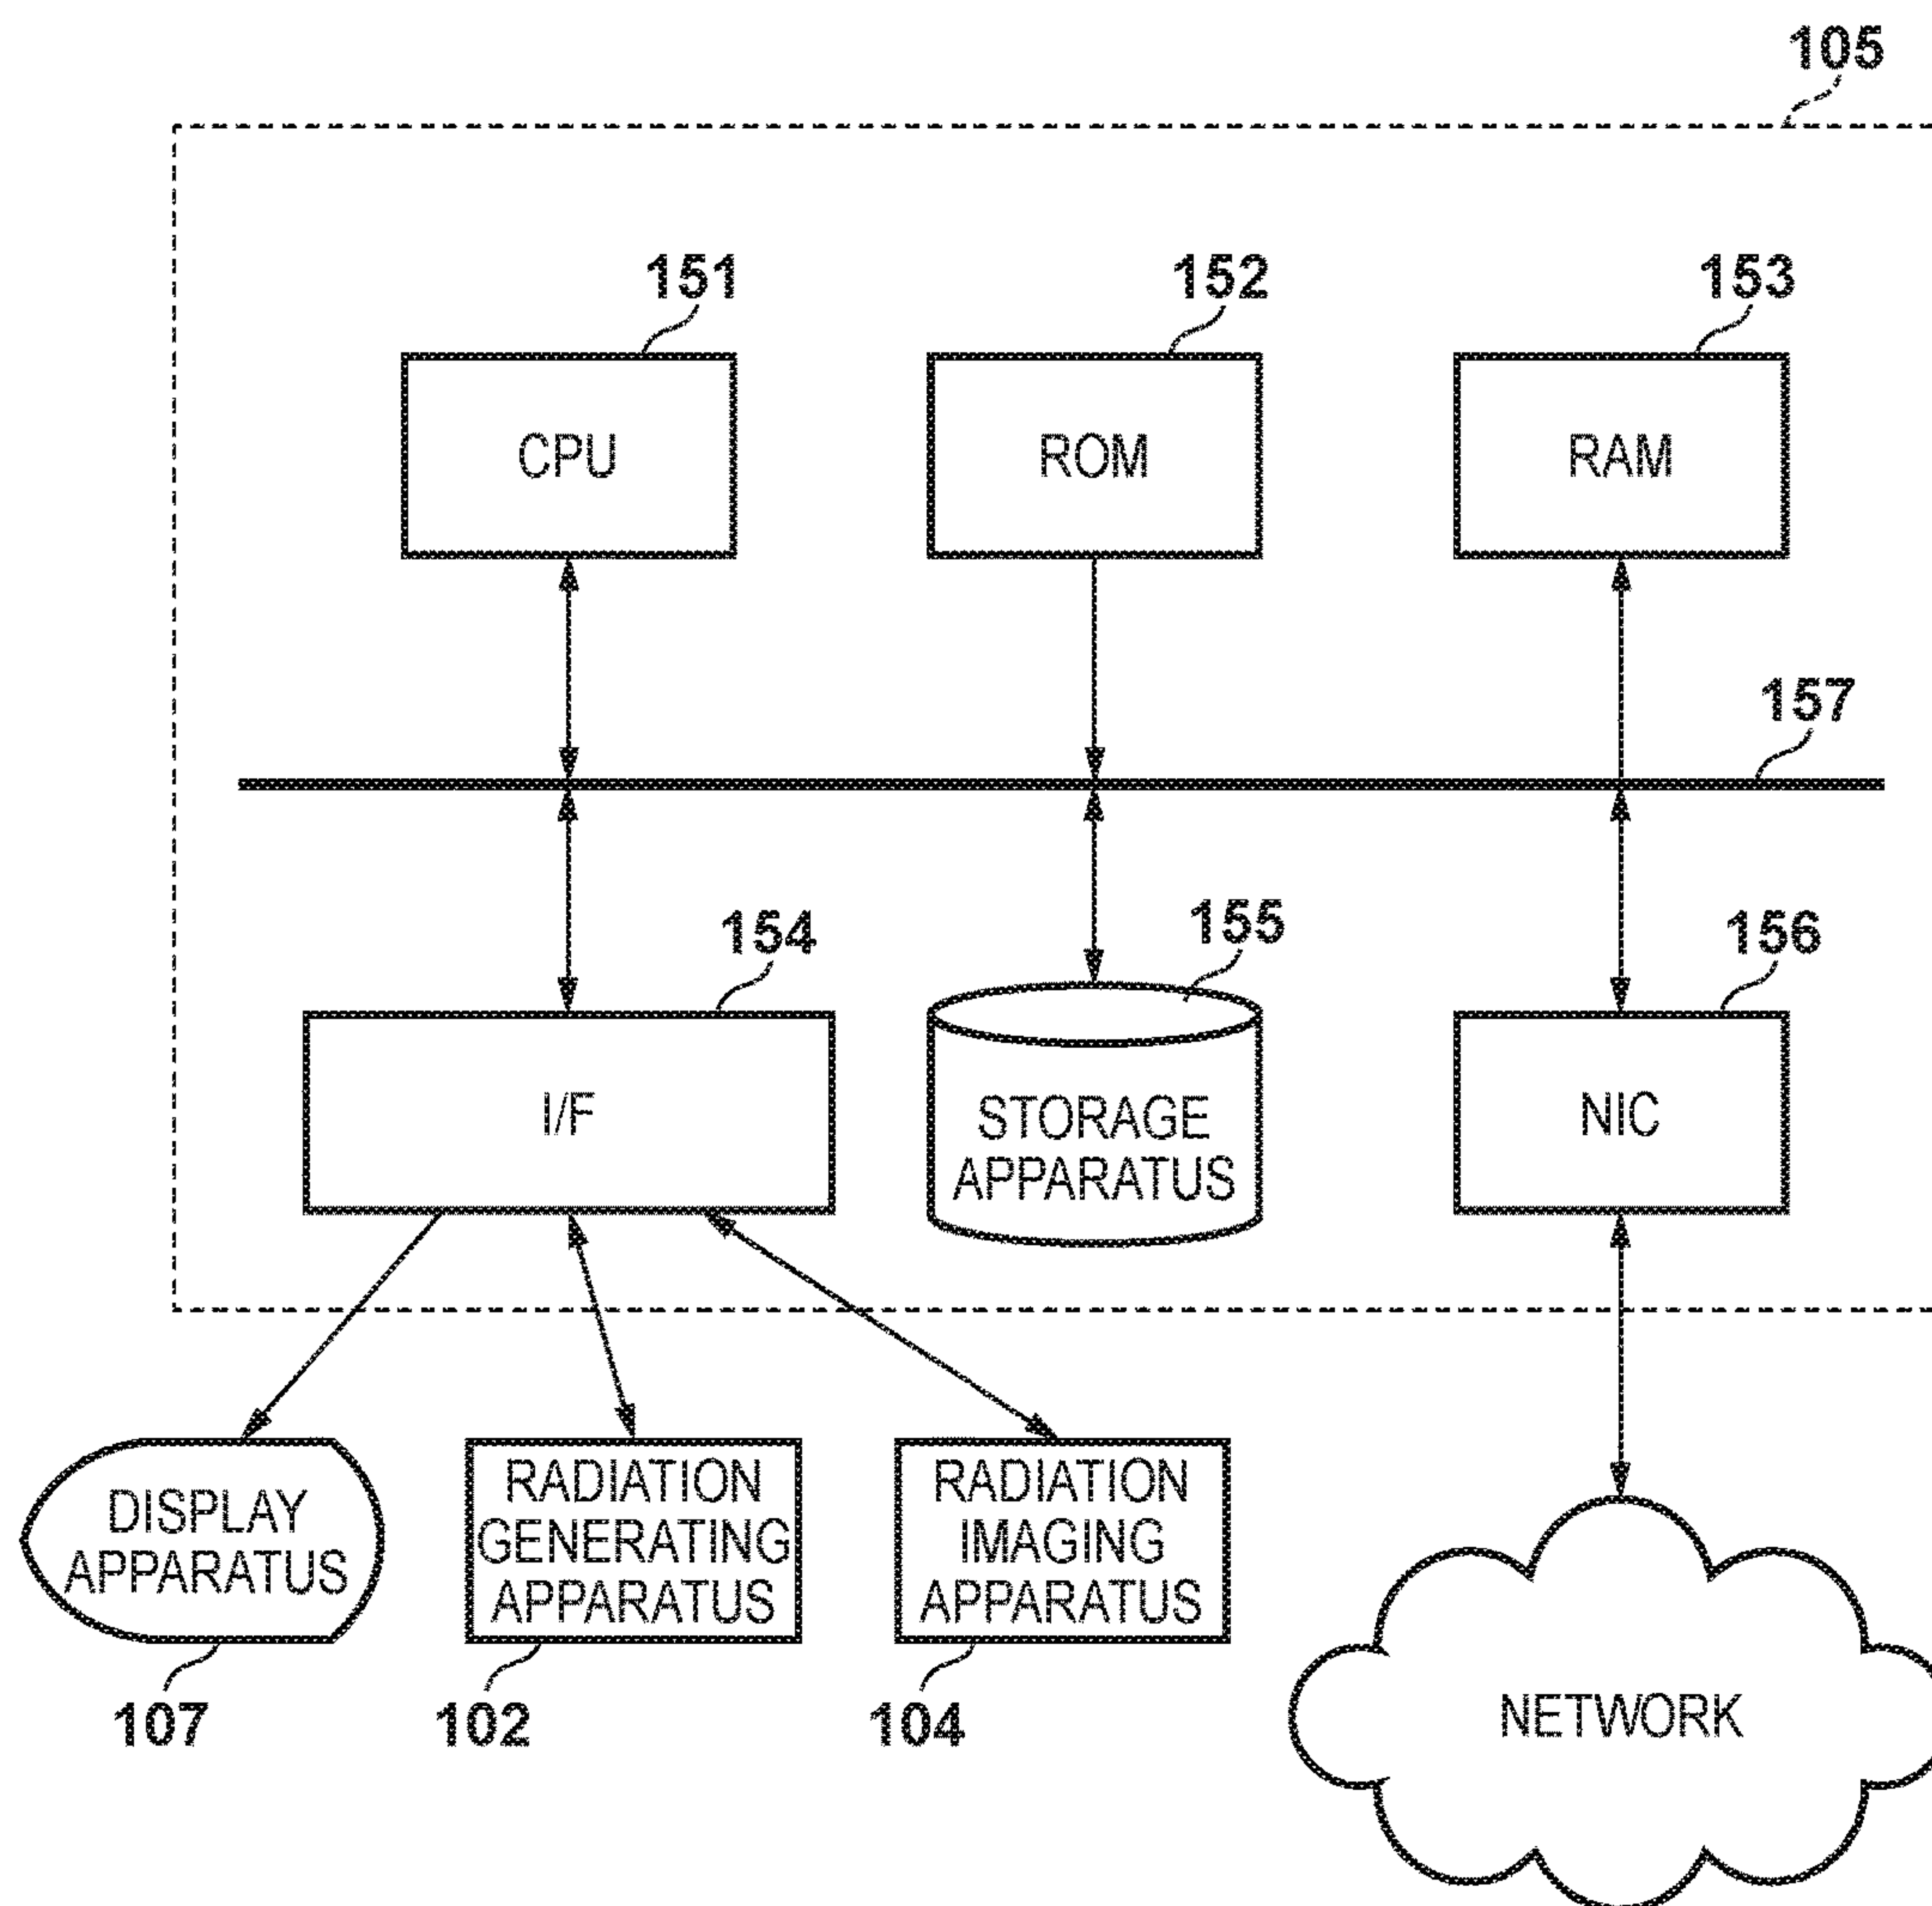 105
151
152
153
CPU
ROM
RAM
157
154
155
156
I/F
STORAGE
APPARATUS
NIC
DISPLAY
APPARATUS
RADIATION
GENERATING
APPARATUS
RADIATION
IMAGING
APPARATUS
107
102
104
NETWORK